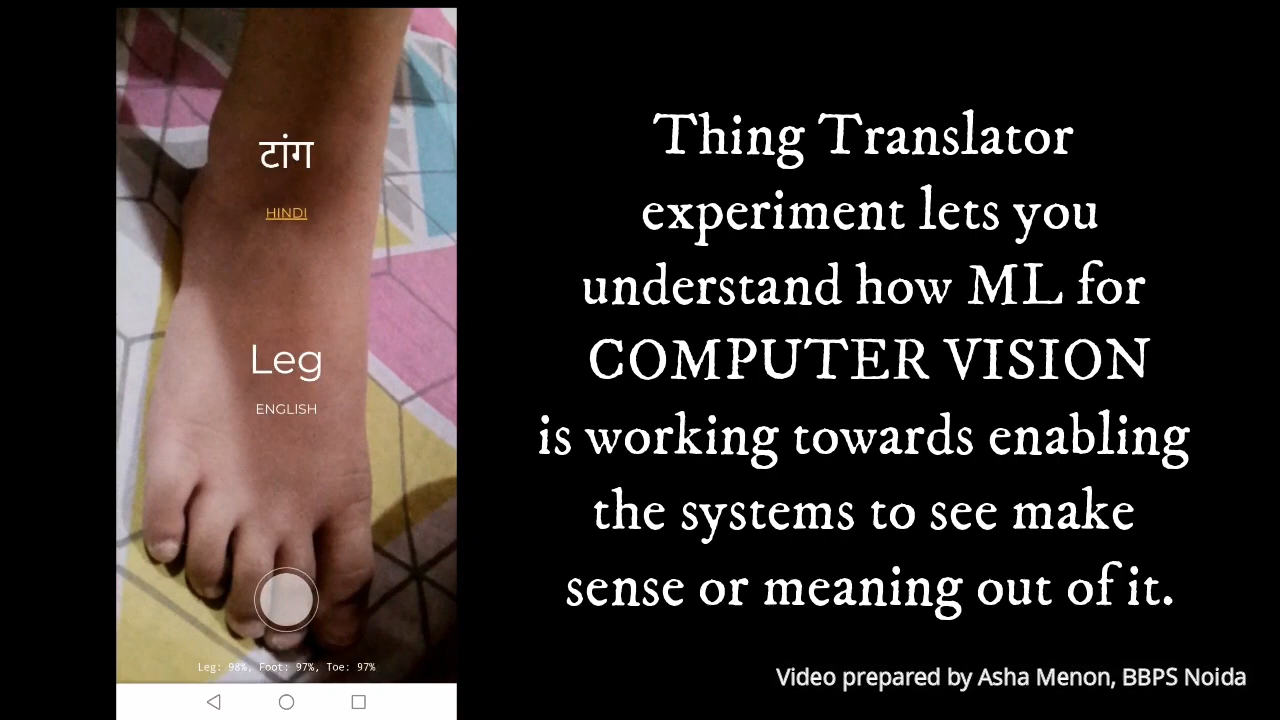 टांग
HINDI
Leg
ENGLISH
Leg: 98%, Foot: 97%, Toe: 97%
Thing Translator
experiment lets you
understand how ML for
COMPUTER VISION
is working towards enabling
the systems to see make
sense or meaning out of it.
Video prepared by Asha Menon, BBPS Noida